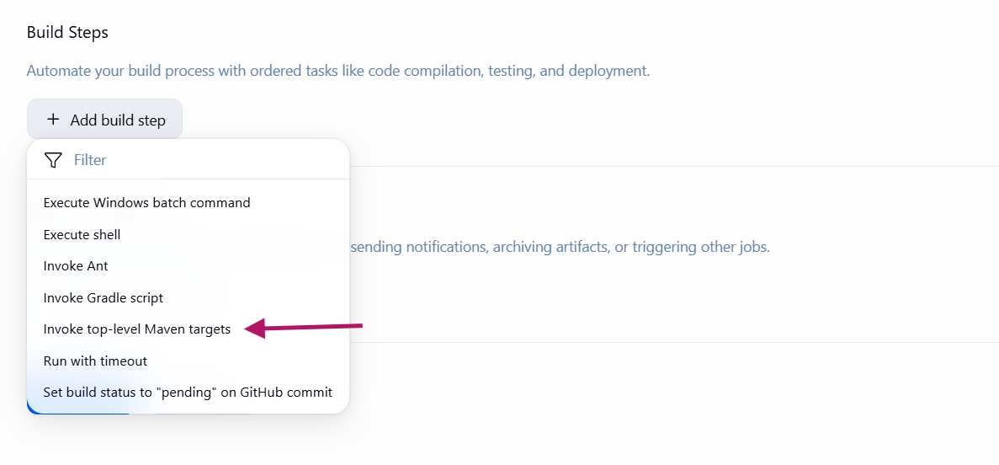 Build Steps
Automate your build process with ordered tasks like code compilation, testing, and deployment.
+ Add build step
Filter
Execute Windows batch command
Execute shell
sending notifications, archiving artifacts, or triggering other jobs.
Invoke Ant
Invoke Gradle script
Invoke top-level Maven targets
Run with timeout
Set build status to "pending" on GitHub commit